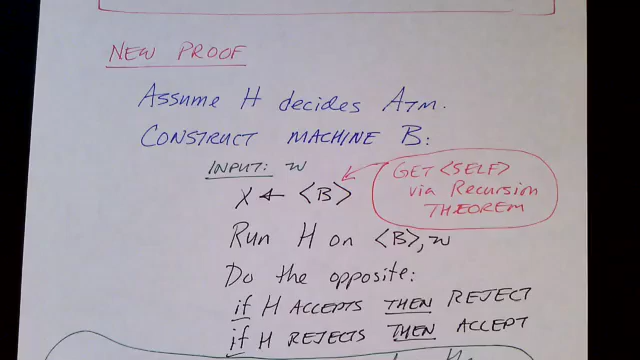 NEW PROOF
Assume H decides ATM.
CONSTRUCT MACHINE B:
INPUT: w
X ← <B>
GET <SELF>
via Recursion
THEOREM
Run H on <B>, w
Do the opposite:
if H ACCEPTS THEN REJECT
if H REJECTS THEN ACCEPT